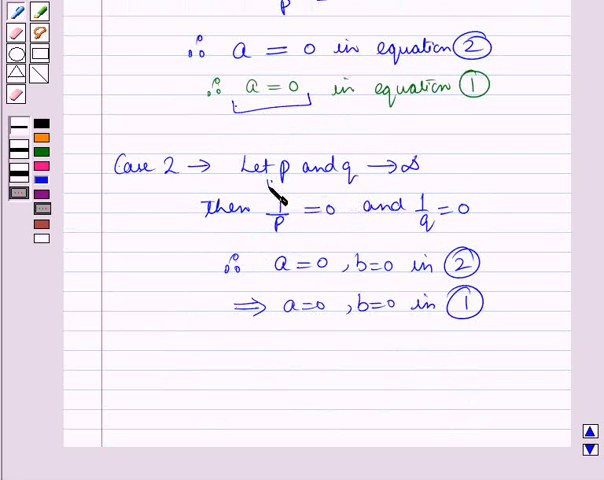 P
∴ a = 0 in equation ②
∴ a = 0 in equation ①
Case 2 → Let p and q → ∞
Then 1/p = 0 and 1/q = 0
∴ a = 0 , b = 0 in ②
⟹ a = 0 , b = 0 in ①